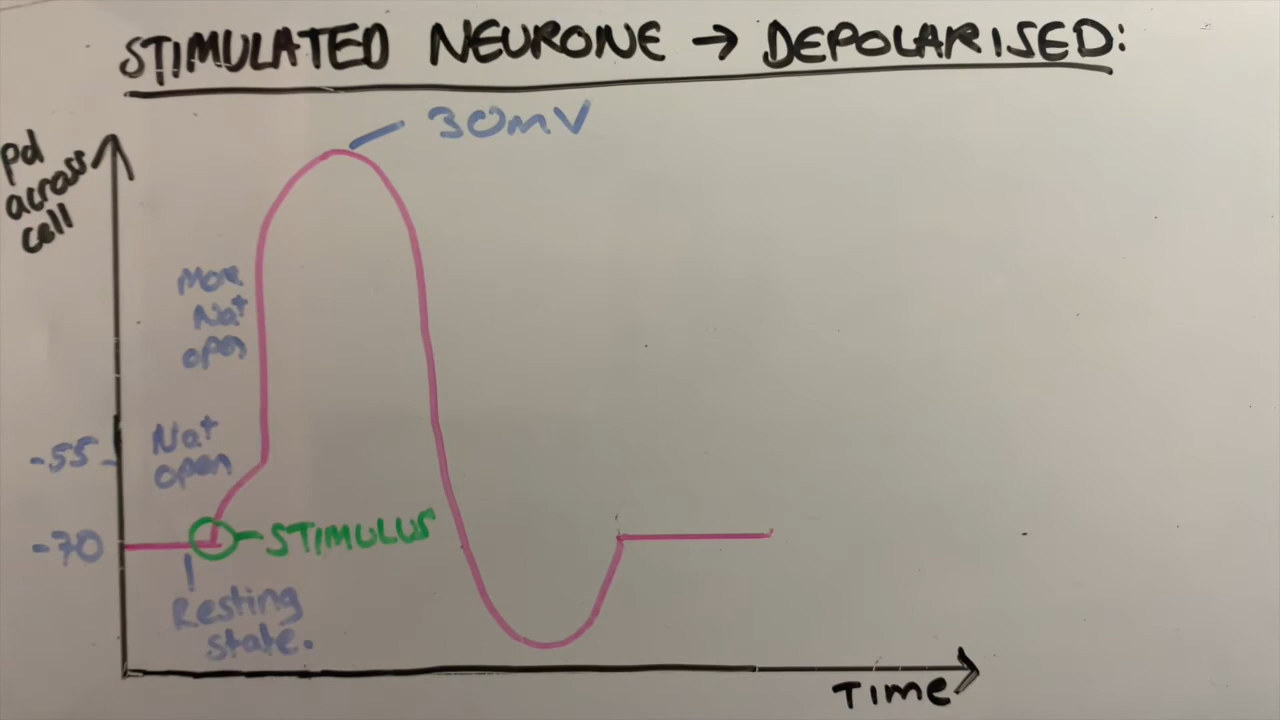 STIMULATED NEURONE → DEPOLARISED:
30mV
pd
across
cell
More
Na+
open
Na+
open
-55
STIMULUS
-70
Resting
state.
Time